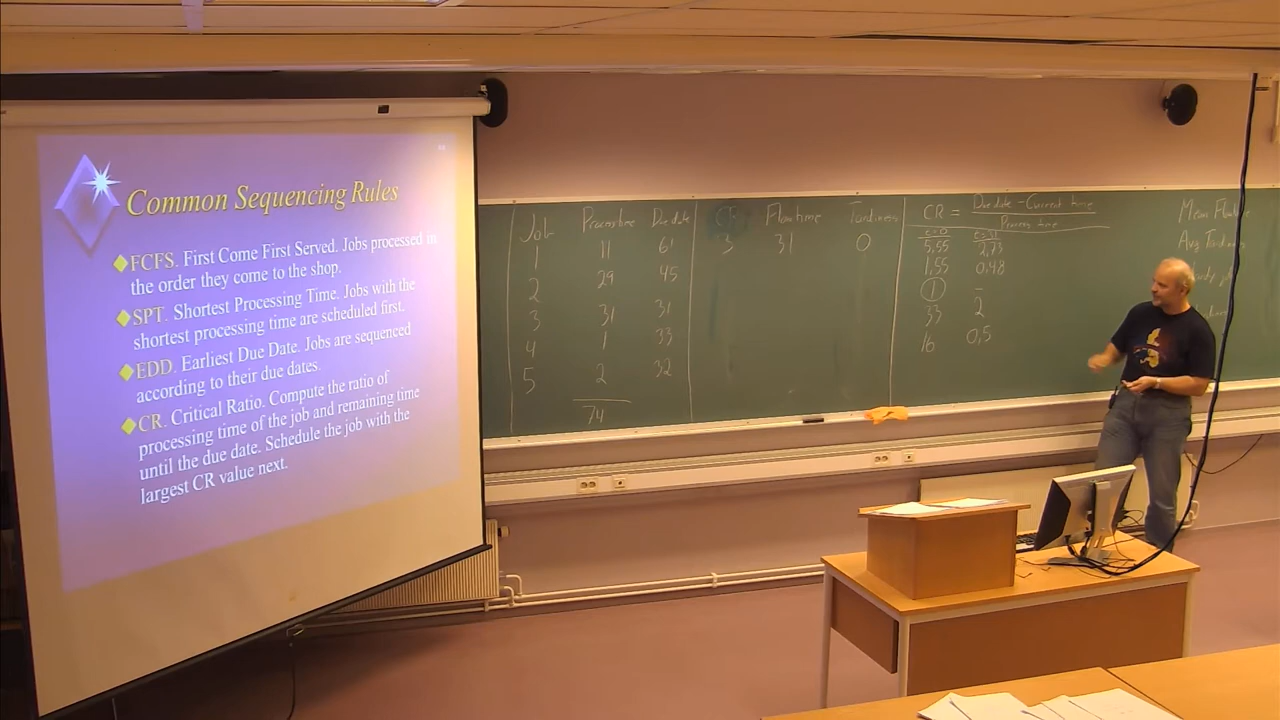 Common Sequencing Rules
FCFS. First Come First Served. Jobs processed in
the order they come to the shop.
SPT. Shortest Processing Time. Jobs with the
shortest processing time are scheduled first.
EDD. Earliest Due Date. Jobs are sequenced
according to their due dates.
CR. Critical Ratio. Compute the ratio of
processing time of the job and remaining time
until the due date. Schedule the job with the
largest CR value next.
Job Process time Due date CR Flowtime Tardiness
1 11 61 3 31 0
2 29 45
3 31 31
4 1 33
5 2 32
74
CR = Due date - Current time
Process time
t=0 t=31
5,55 2,73
1,55 0,48
1 -
33 2
16 0,5
Mean
Avg